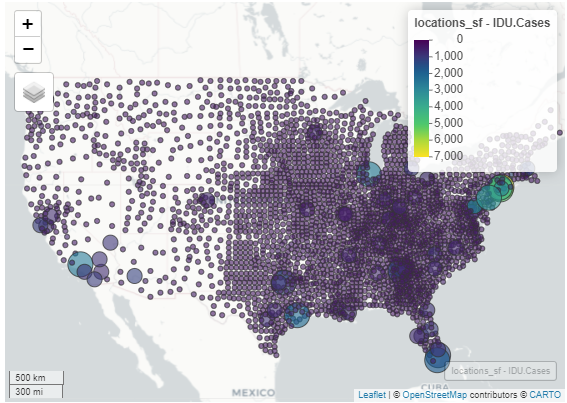 +
−
locations_sf - IDU.Cases
0
1,000
2,000
3,000
4,000
5,000
6,000
7,000
500 km
300 mi
MEXICO
CUBA
locations_sf - IDU.Cases
Leaflet | © OpenStreetMap contributors © CARTO